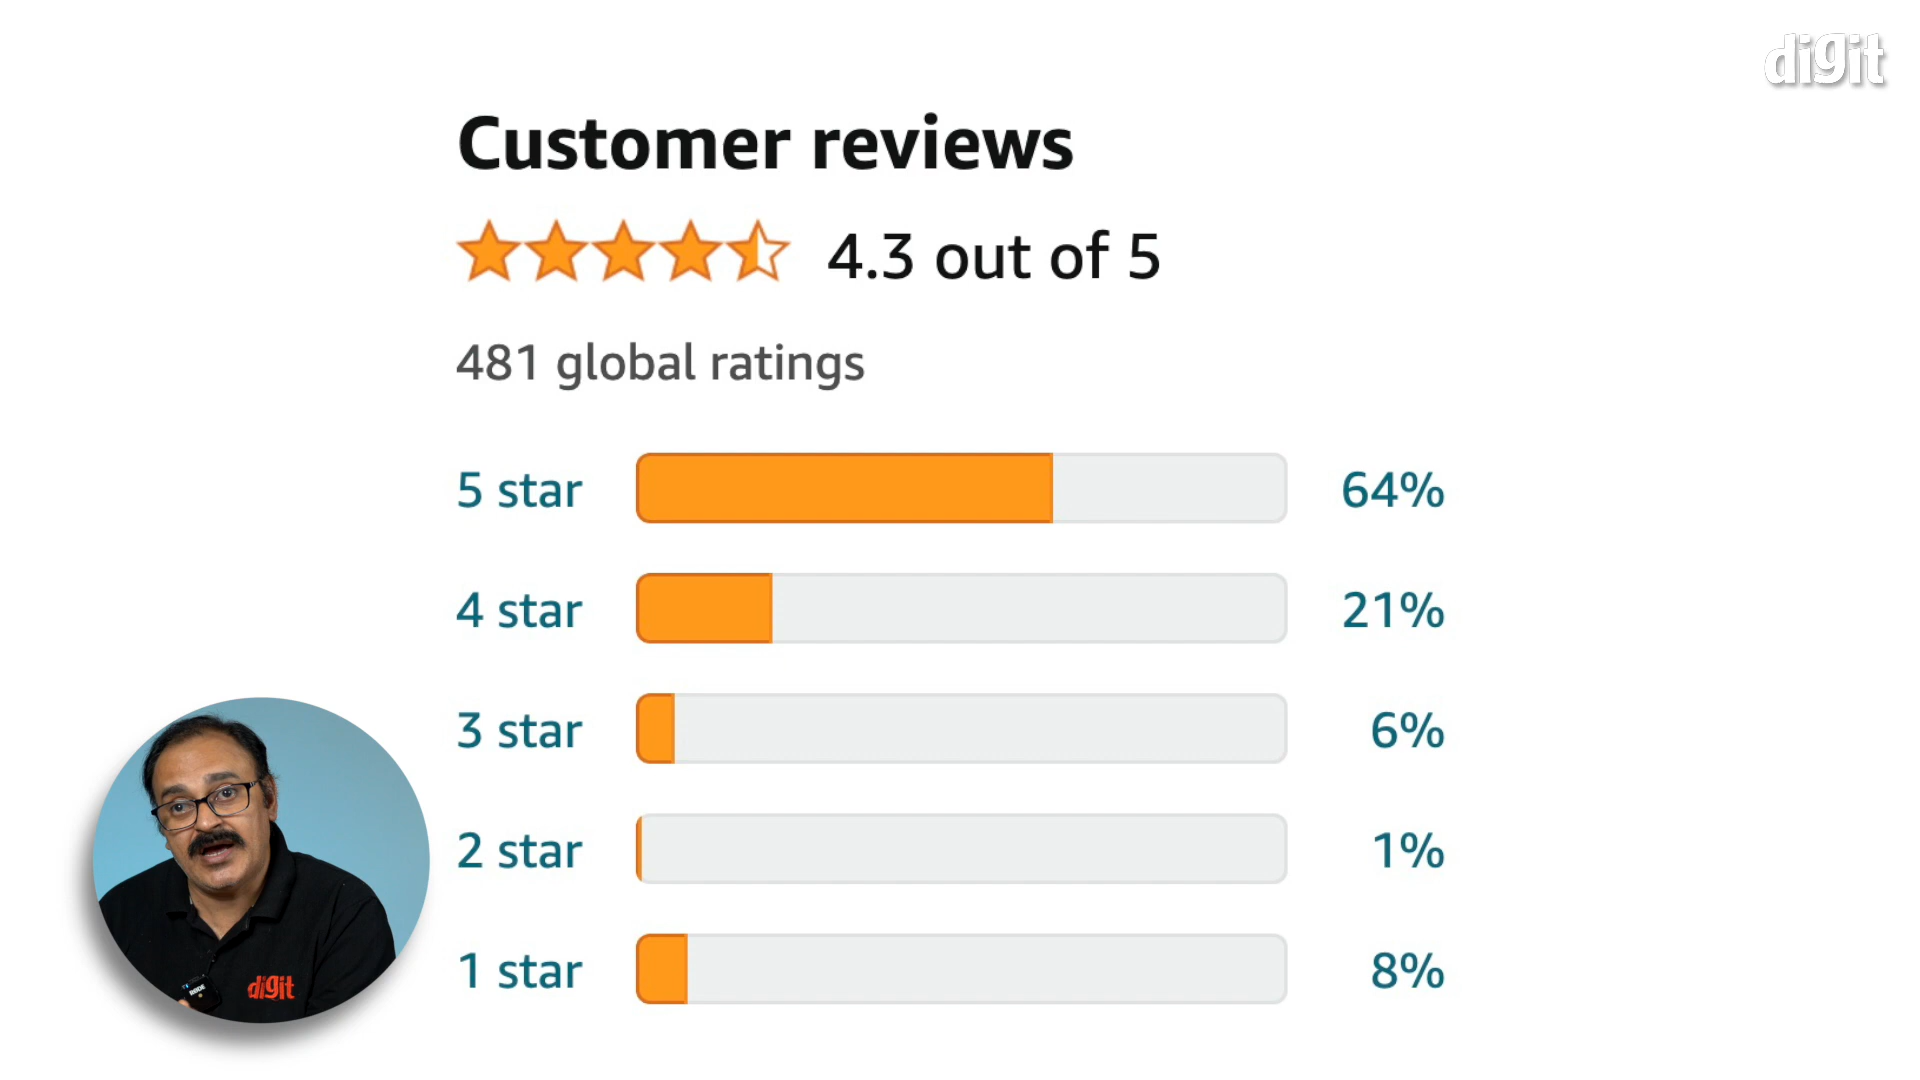 digit
Customer reviews
4.3 out of 5
481 global ratings
5 star 64%
4 star 21%
3 star 6%
2 star 1%
1 star 8%
RØDE
digit